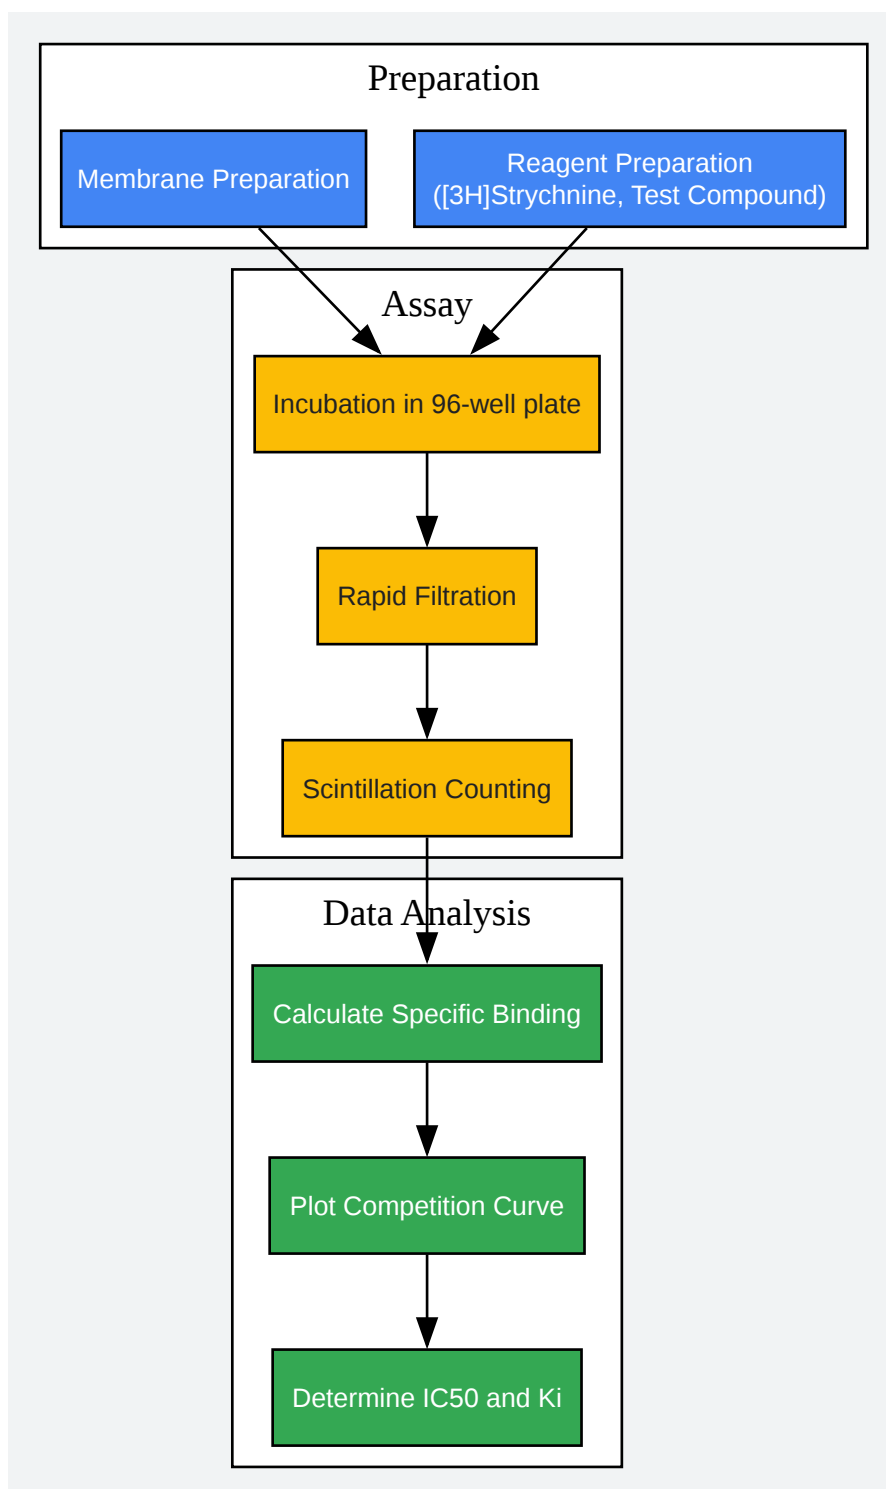 Preparation
Membrane Preparation
Reagent Preparation
([3H]Strychnine, Test Compound)
Assay
Incubation in 96-well plate
Rapid Filtration
Scintillation Counting
Data Analysis
Calculate Specific Binding
Plot Competition Curve
Determine IC50 and Ki